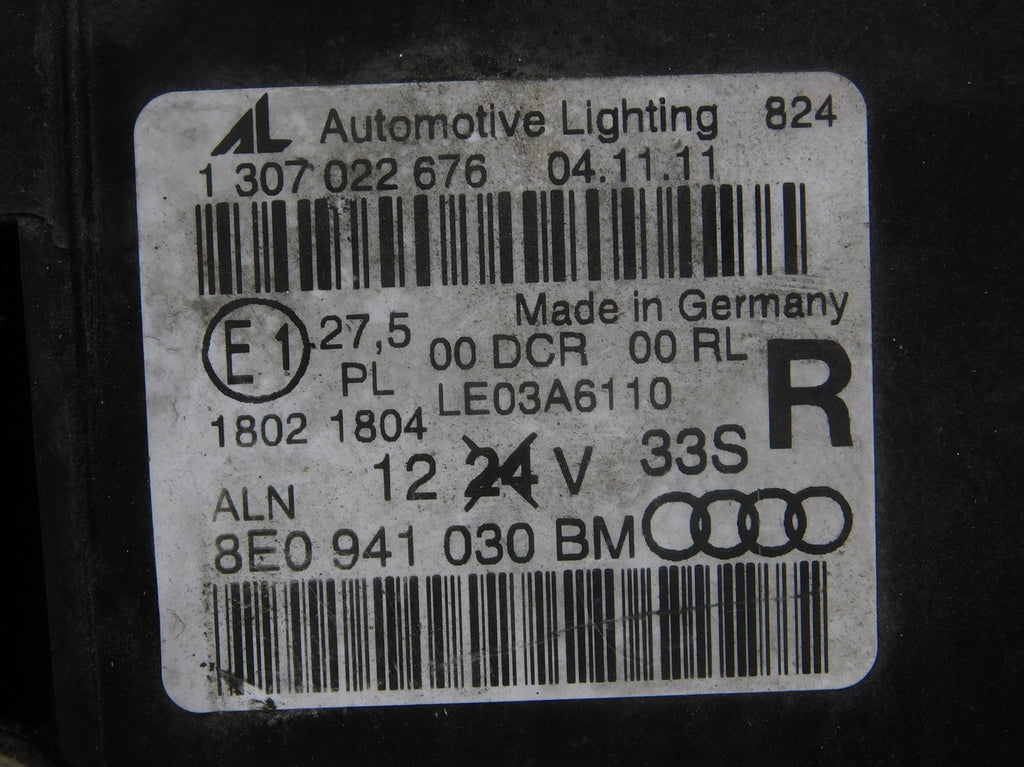 AL Automotive Lighting 824
1 307 022 676 04.11.11
Made in Germany
E1 27,5 00 DCR 00 RL
PL LE03A6110 R
1802 1804
12 24 V 33S
ALN
8E0 941 030 BM